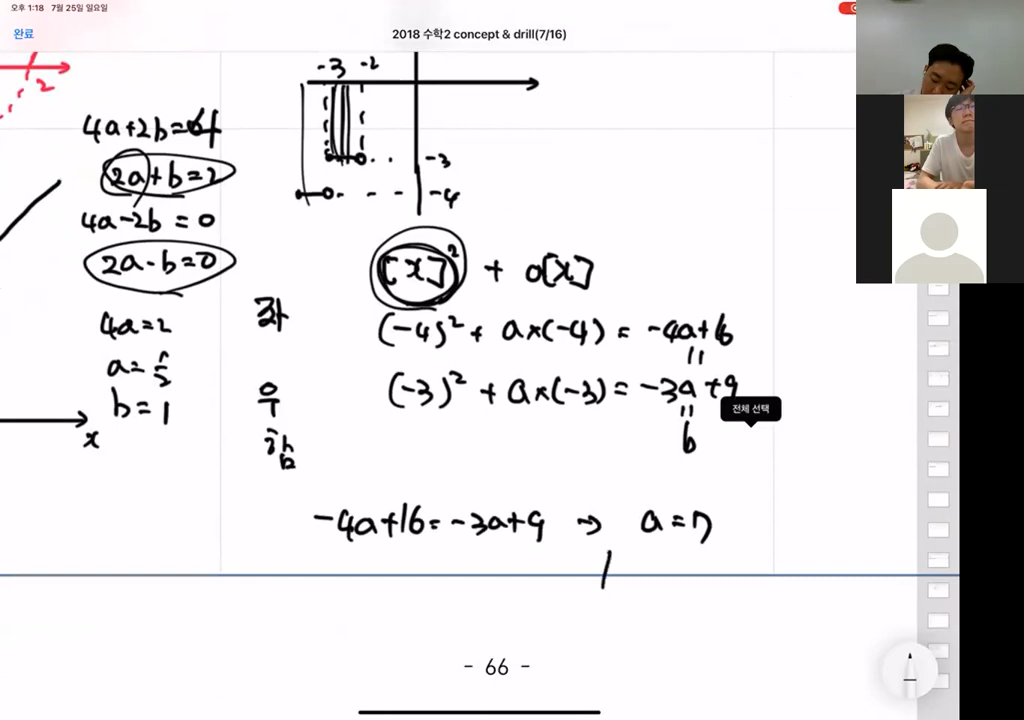 오후 1:18 7월 25일 일요일
완료
2018 수학2 concept & drill(7/16)
2
4a+2b=4
2a+b=2
4a-2b=0
2a-b=0
4a=2
a=½
b=1
x
-3 -2
-3
-4
[x]² + a[x]
좌 (-4)²+ a×(-4) = -4a+16
=
우 (-3)² + a×(-3) = -3a+9
=
전체 선택
함 b
-4a+16=-3a+9 → a=7
- 66 -